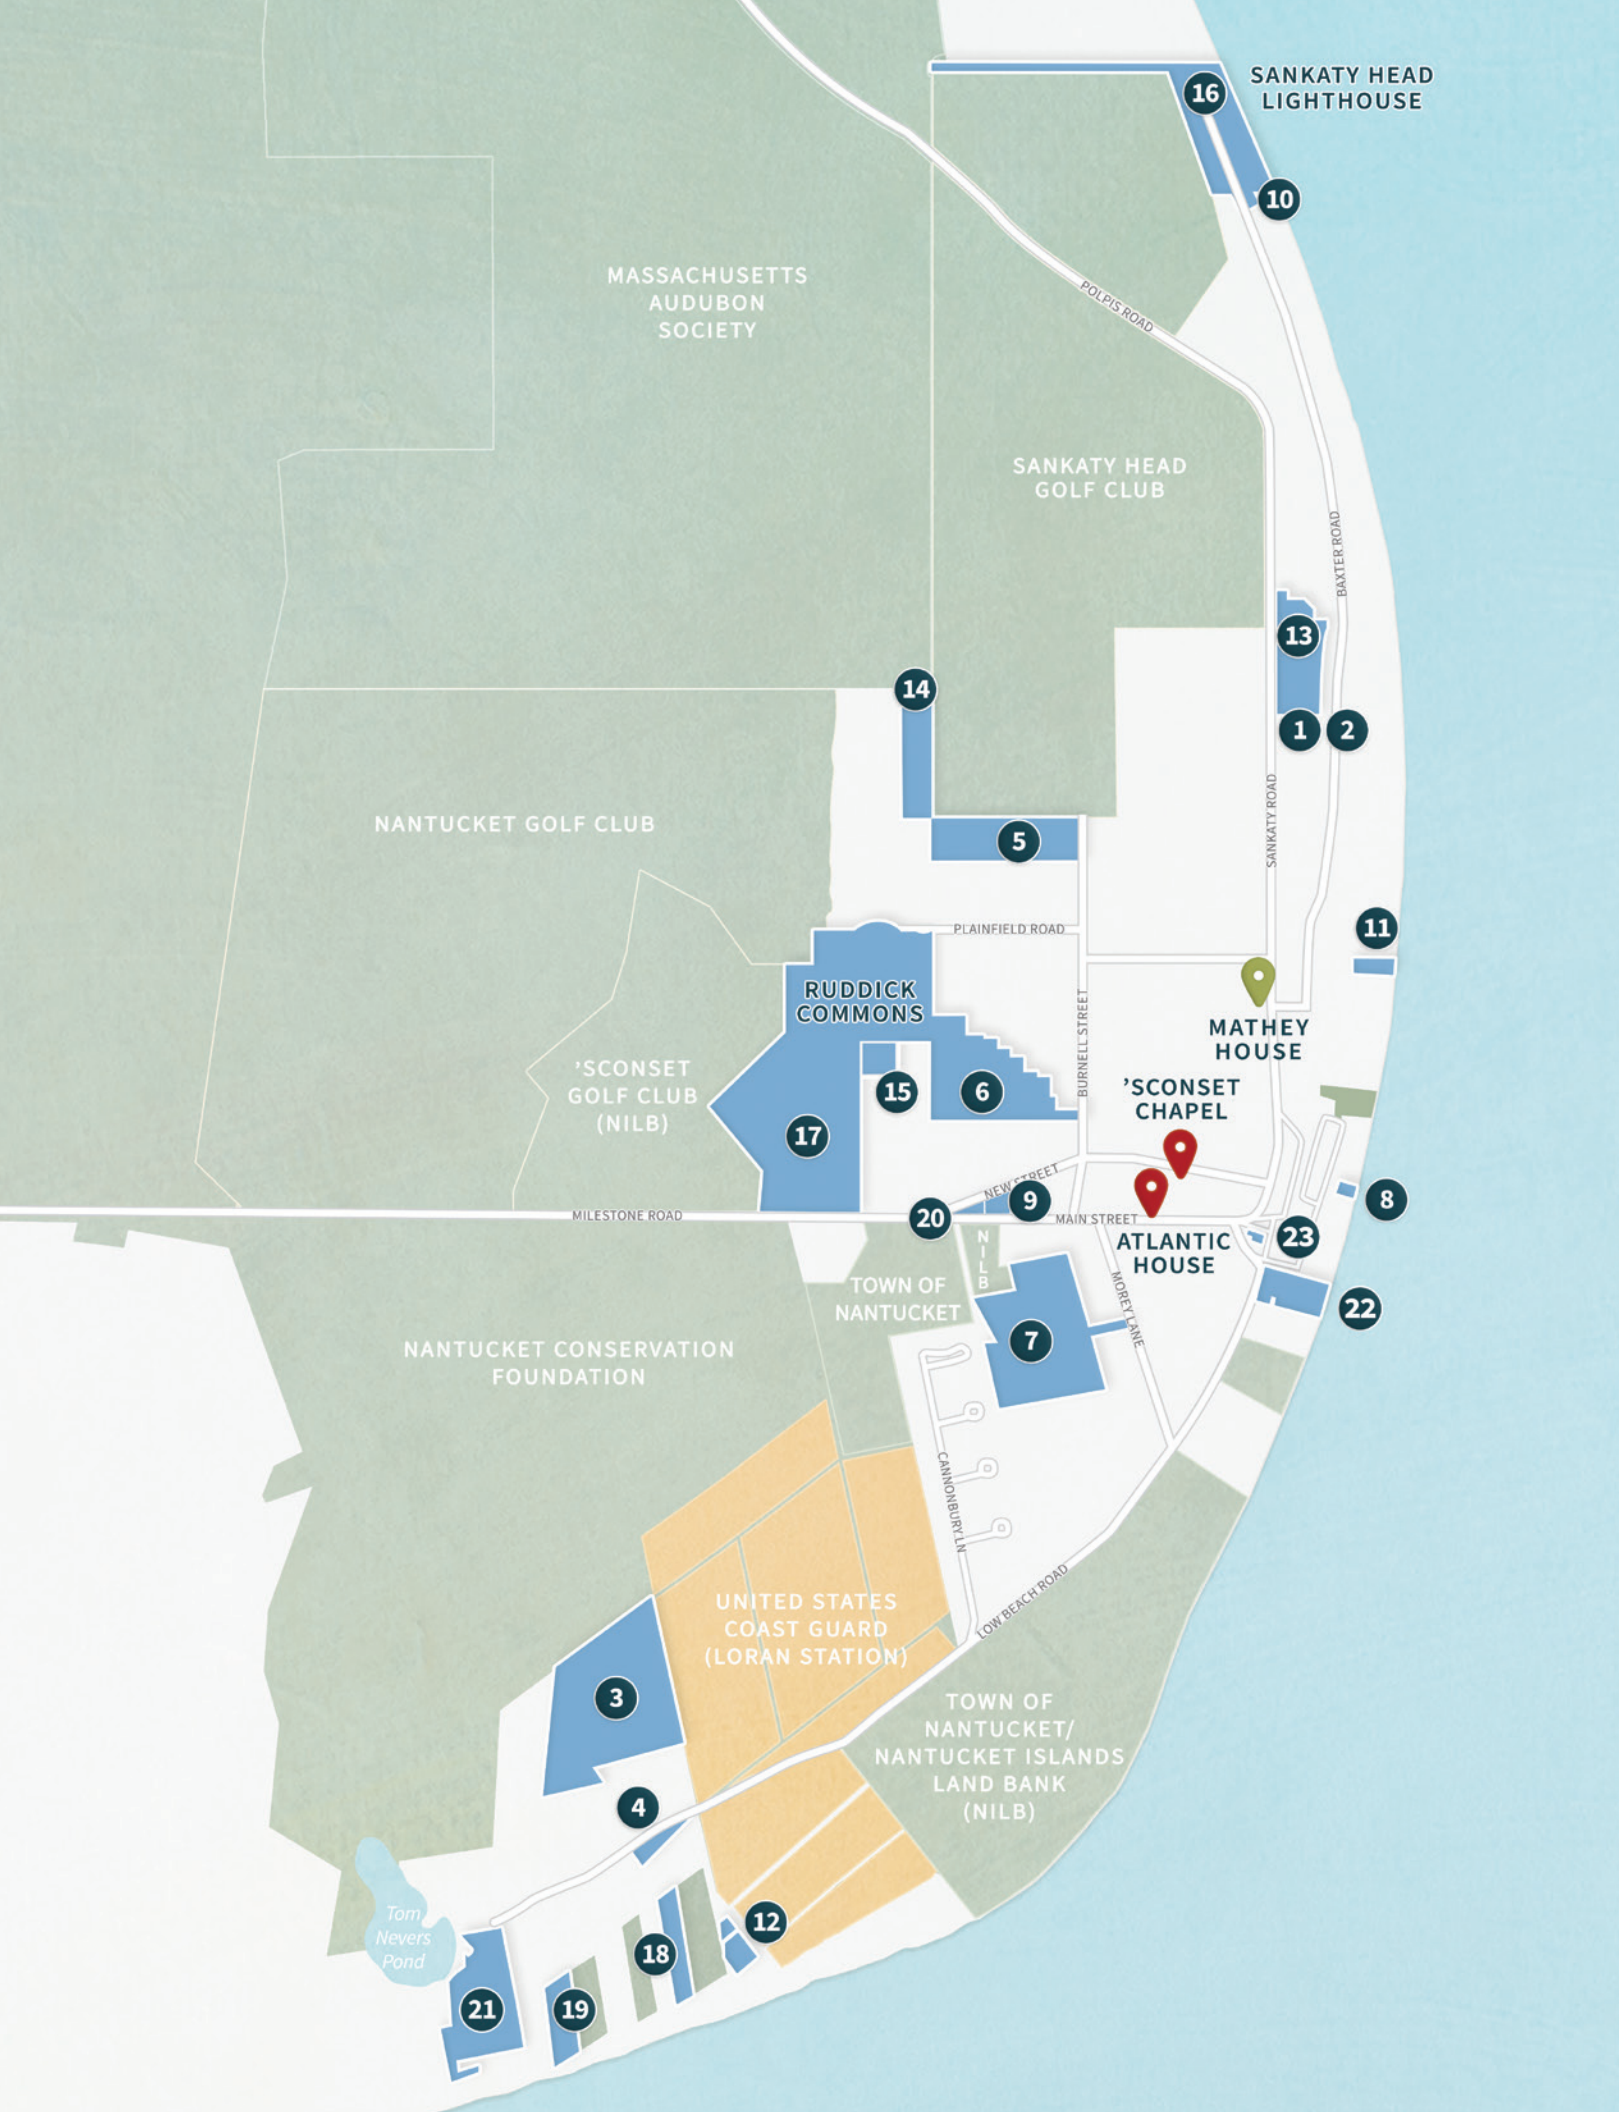 SANKATY HEAD
LIGHTHOUSE
16
10
MASSACHUSETTS
AUDUBON
SOCIETY
POLPIS ROAD
SANKATY HEAD
GOLF CLUB
BAXTER ROAD
13
14
1
2
NANTUCKET GOLF CLUB
SANKATY ROAD
5
11
PLAINFIELD ROAD
RUDDICK
COMMONS
BURNELL STREET
MATHEY
HOUSE
'SCONSET
GOLF CLUB
(NILB)
15
6
'SCONSET
CHAPEL
17
NEW STREET
9
8
MILESTONE ROAD
20
MAIN STREET
23
NILB
ATLANTIC
HOUSE
TOWN OF
NANTUCKET
MOREY LANE
22
7
NANTUCKET CONSERVATION
FOUNDATION
CANNONBURY LN
UNITED STATES
COAST GUARD
(LORAN STATION)
LOW BEACH ROAD
3
TOWN OF
NANTUCKET/
NANTUCKET ISLANDS
LAND BANK
(NILB)
4
Tom
Nevers
Pond
12
18
21
19